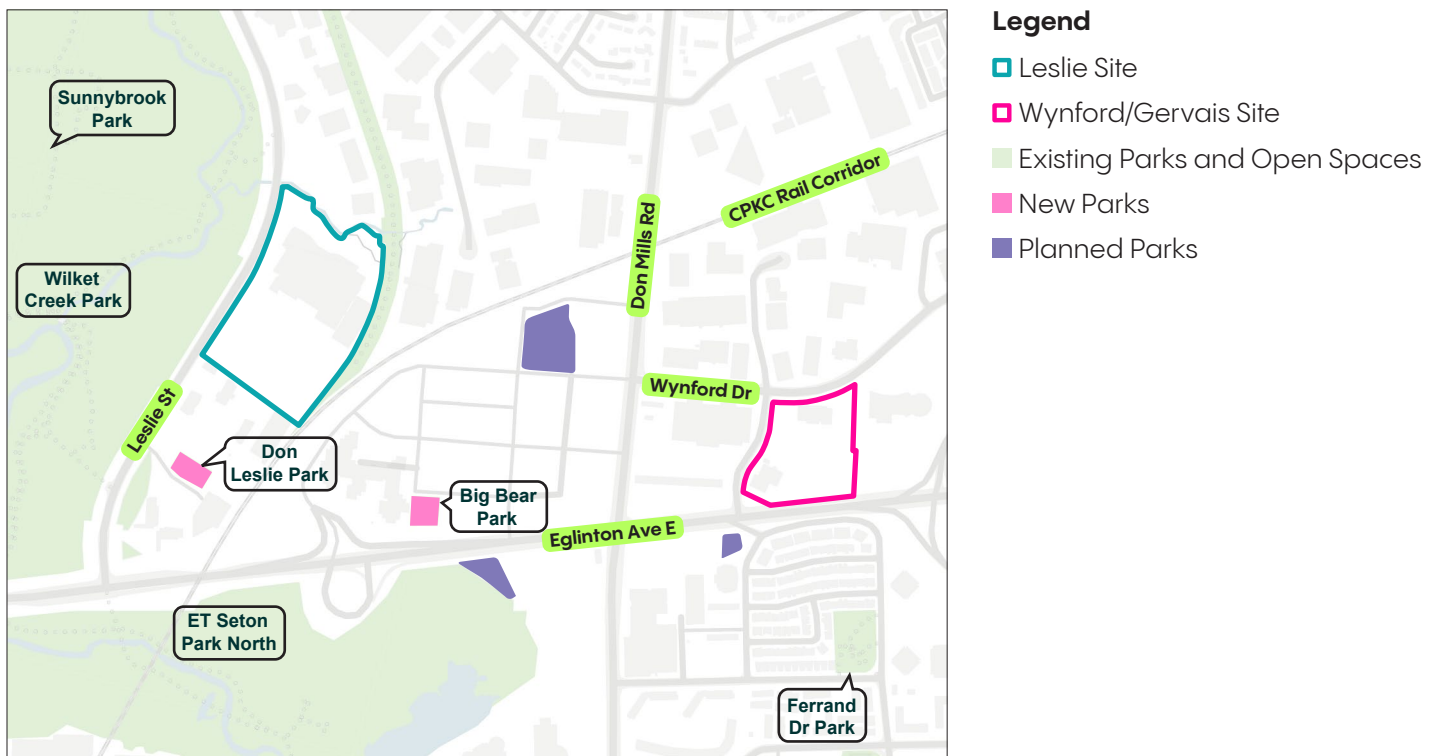 Sunnybrook
Park
Wilket
Creek Park
Leslie St
Don
Leslie Park
Big Bear
Park
ET Seton
Park North
Eglinton Ave E
Don Mills Rd
CPKC Rail Corridor
Wynford Dr
Ferrand
Dr Park
Legend
Leslie Site
Wynford/Gervais Site
Existing Parks and Open Spaces
New Parks
Planned Parks